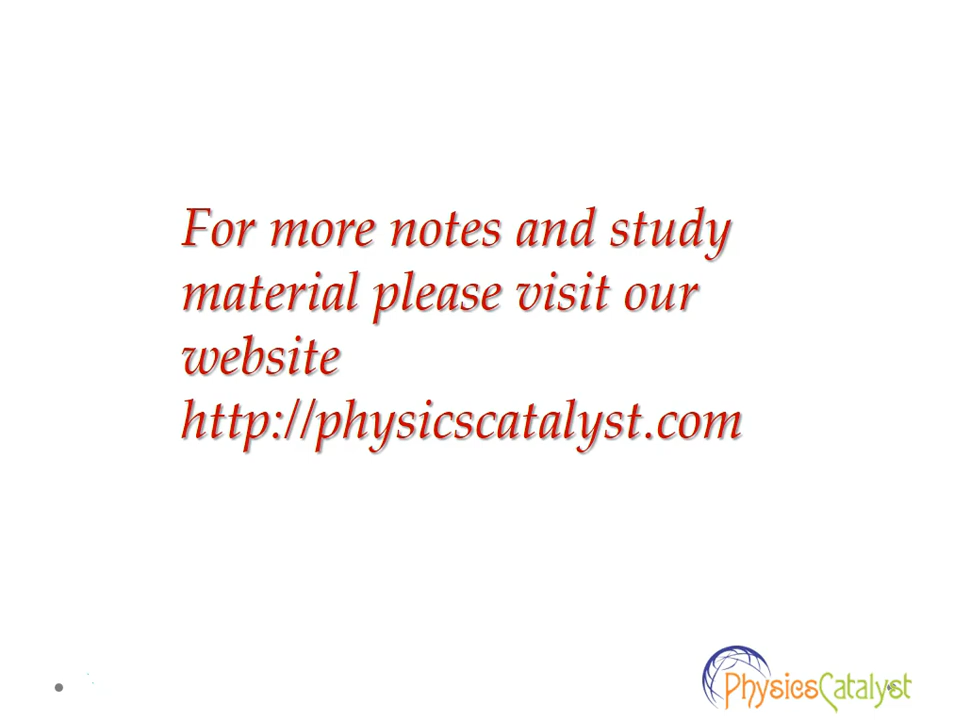 For more notes and study
material please visit our
website
http://physicscatalyst.com
PhysicsCatalyst